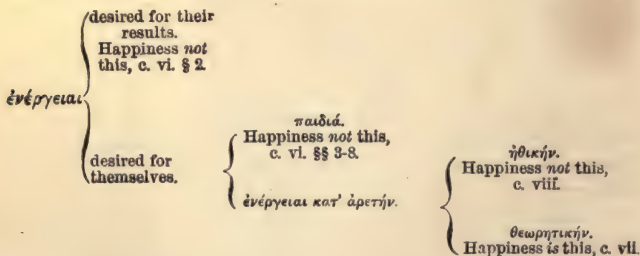 ἐνέργειαι
desired for their
results.
Happiness not
this, c. vi. § 2.
desired for
themselves.
παιδιά.
Happiness not this,
c. vi. §§ 3-8.
ἐνέργειαι κατ' ἀρετήν.
ἠθικήν.
Happiness not this,
c. viii.
θεωρητικήν.
Happiness is this, c. vii.